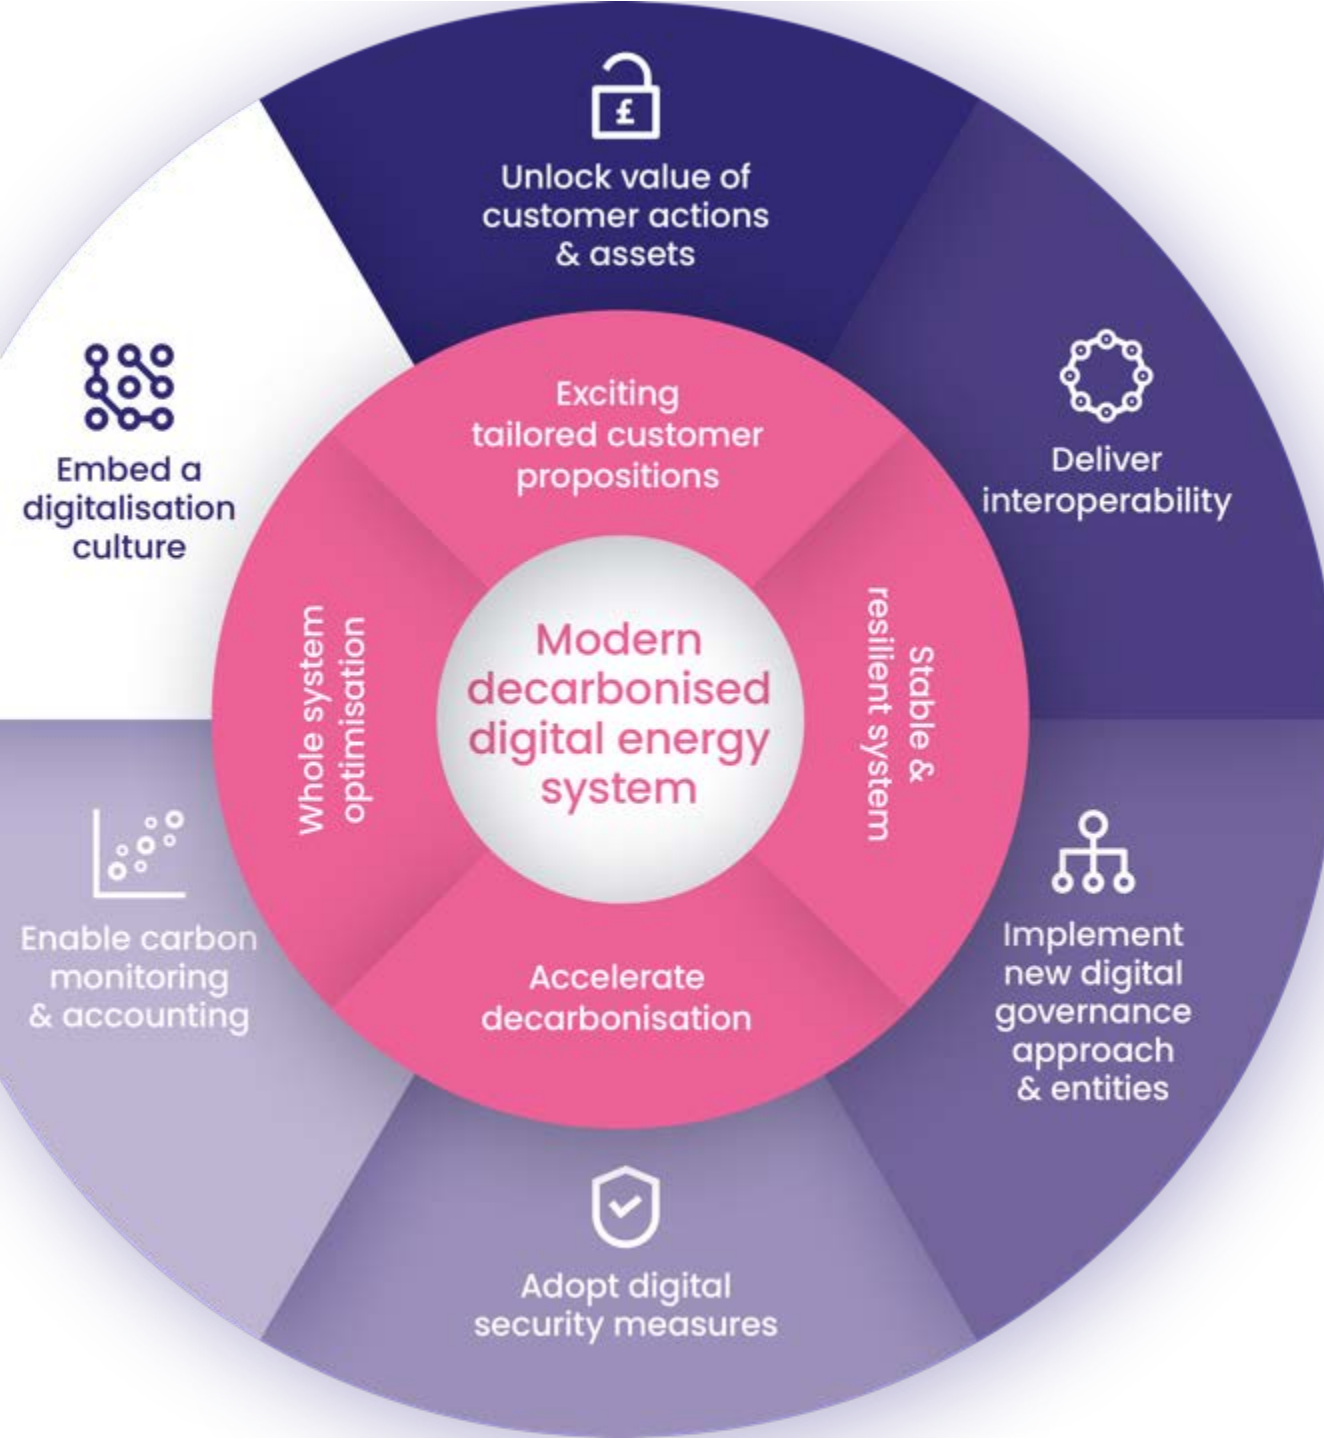 £
Unlock value of
customer actions
& assets
Deliver
interoperability
Implement
new digital
governance
approach
& entities
Adopt digital
security measures
Enable carbon
monitoring
& accounting
Embed a
digitalisation
culture
Exciting
tailored customer
propositions
Stable &
resilient system
Accelerate
decarbonisation
Whole system
optimisation
Modern
decarbonised
digital energy
system